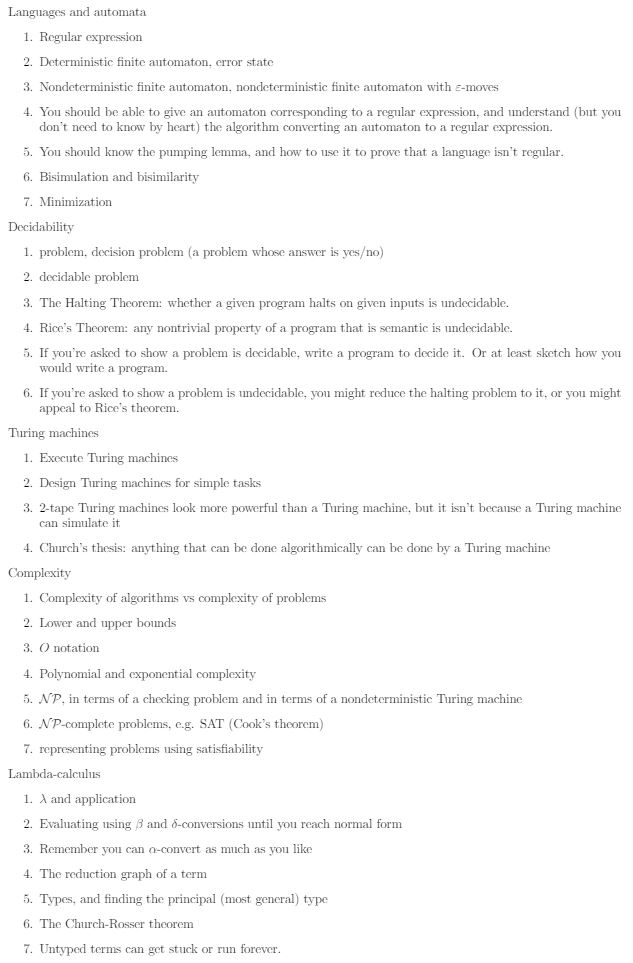 Languages and automata
1. Regular expression
2. Deterministic finite automaton, error state
3. Nondeterministic finite automaton, nondeterministic finite automaton with ε-moves
4. You should be able to give an automaton corresponding to a regular expression, and understand (but you
don't need to know by heart) the algorithm converting an automaton to a regular expression.
5. You should know the pumping lemma, and how to use it to prove that a language isn't regular.
6. Bisimulation and bisimilarity
7. Minimization
Decidability
1. problem, decision problem (a problem whose answer is yes/no)
2. decidable problem
3. The Halting Theorem: whether a given program halts on given inputs is undecidable.
4. Rice's Theorem: any nontrivial property of a program that is semantic is undecidable.
5. If you're asked to show a problem is decidable, write a program to decide it. Or at least sketch how you
would write a program.
6. If you're asked to show a problem is undecidable, you might reduce the halting problem to it, or you might
appeal to Rice's theorem.
Turing machines
1. Execute Turing machines
2. Design Turing machines for simple tasks
3. 2-tape Turing machines look more powerful than a Turing machine, but it isn't because a Turing machine
can simulate it
4. Church's thesis: anything that can be done algorithmically can be done by a Turing machine
Complexity
1. Complexity of algorithms vs complexity of problems
2. Lower and upper bounds
3. O notation
4. Polynomial and exponential complexity
5. 𝒩𝒫, in terms of a checking problem and in terms of a nondeterministic Turing machine
6. 𝒩𝒫-complete problems, e.g. SAT (Cook's theorem)
7. representing problems using satisfiability
Lambda-calculus
1. λ and application
2. Evaluating using β and δ-conversions until you reach normal form
3. Remember you can α-convert as much as you like
4. The reduction graph of a term
5. Types, and finding the principal (most general) type
6. The Church-Rosser theorem
7. Untyped terms can get stuck or run forever.